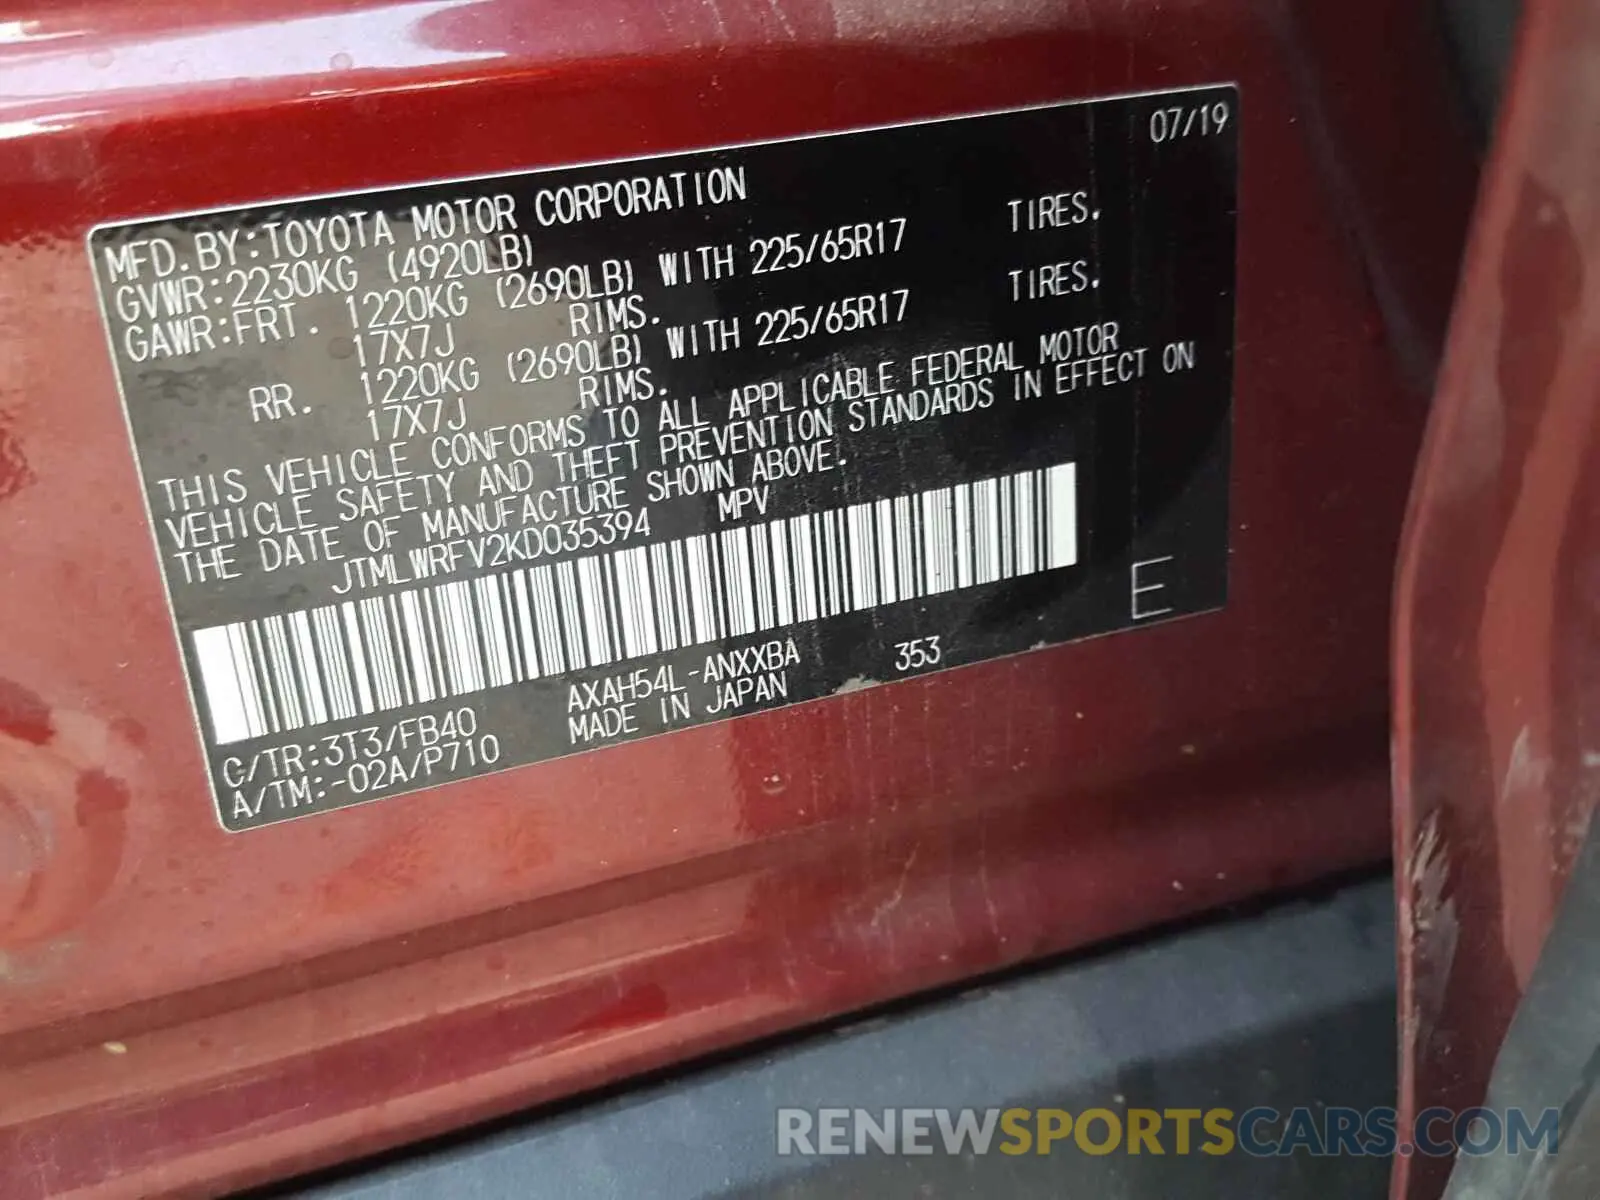 07/19
MFD.BY:TOYOTA MOTOR CORPORATION
GVWR:2230KG (4920LB)
GAWR:FRT. 1220KG (2690LB) WITH 225/65R17 TIRES.
17X7J RIMS.
RR. 1220KG (2690LB) WITH 225/65R17 TIRES.
17X7J RIMS.
THIS VEHICLE CONFORMS TO ALL APPLICABLE FEDERAL MOTOR
VEHICLE SAFETY AND THEFT PREVENTION STANDARDS IN EFFECT ON
THE DATE OF MANUFACTURE SHOWN ABOVE.
JTMLWRFV2KD035394 MPV
E
C/TR:3T3/FB40 AXAH54L-ANXXBA 353
A/TM:-02A/P710 MADE IN JAPAN
RENEWSPORTSCARS.COM